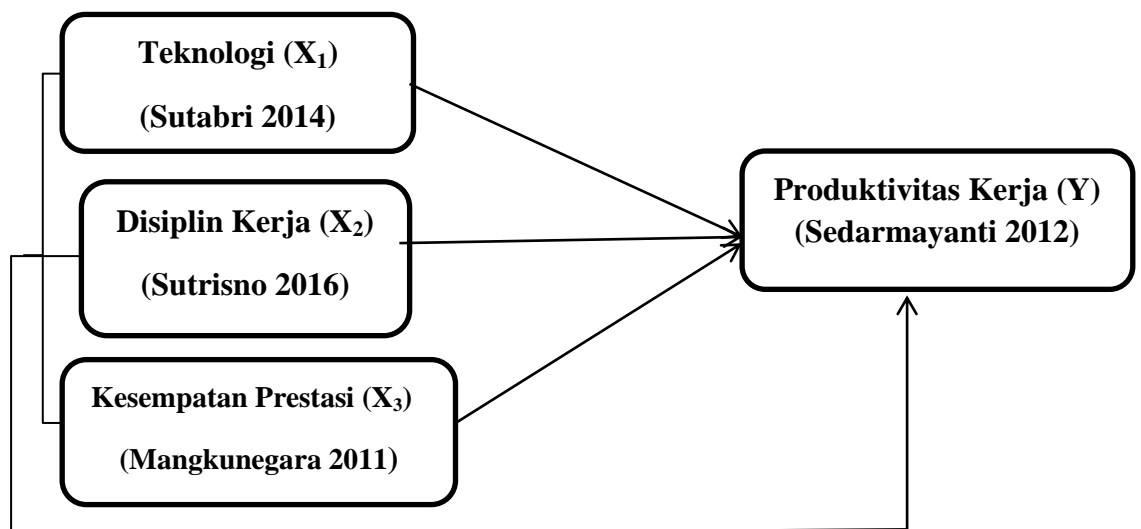 Teknologi (X₁)
(Sutabri 2014)
Disiplin Kerja (X₂)
(Sutrisno 2016)
Kesempatan Prestasi (X₃)
(Mangkunegara 2011)
Produktivitas Kerja (Y)
(Sedarmayanti 2012)